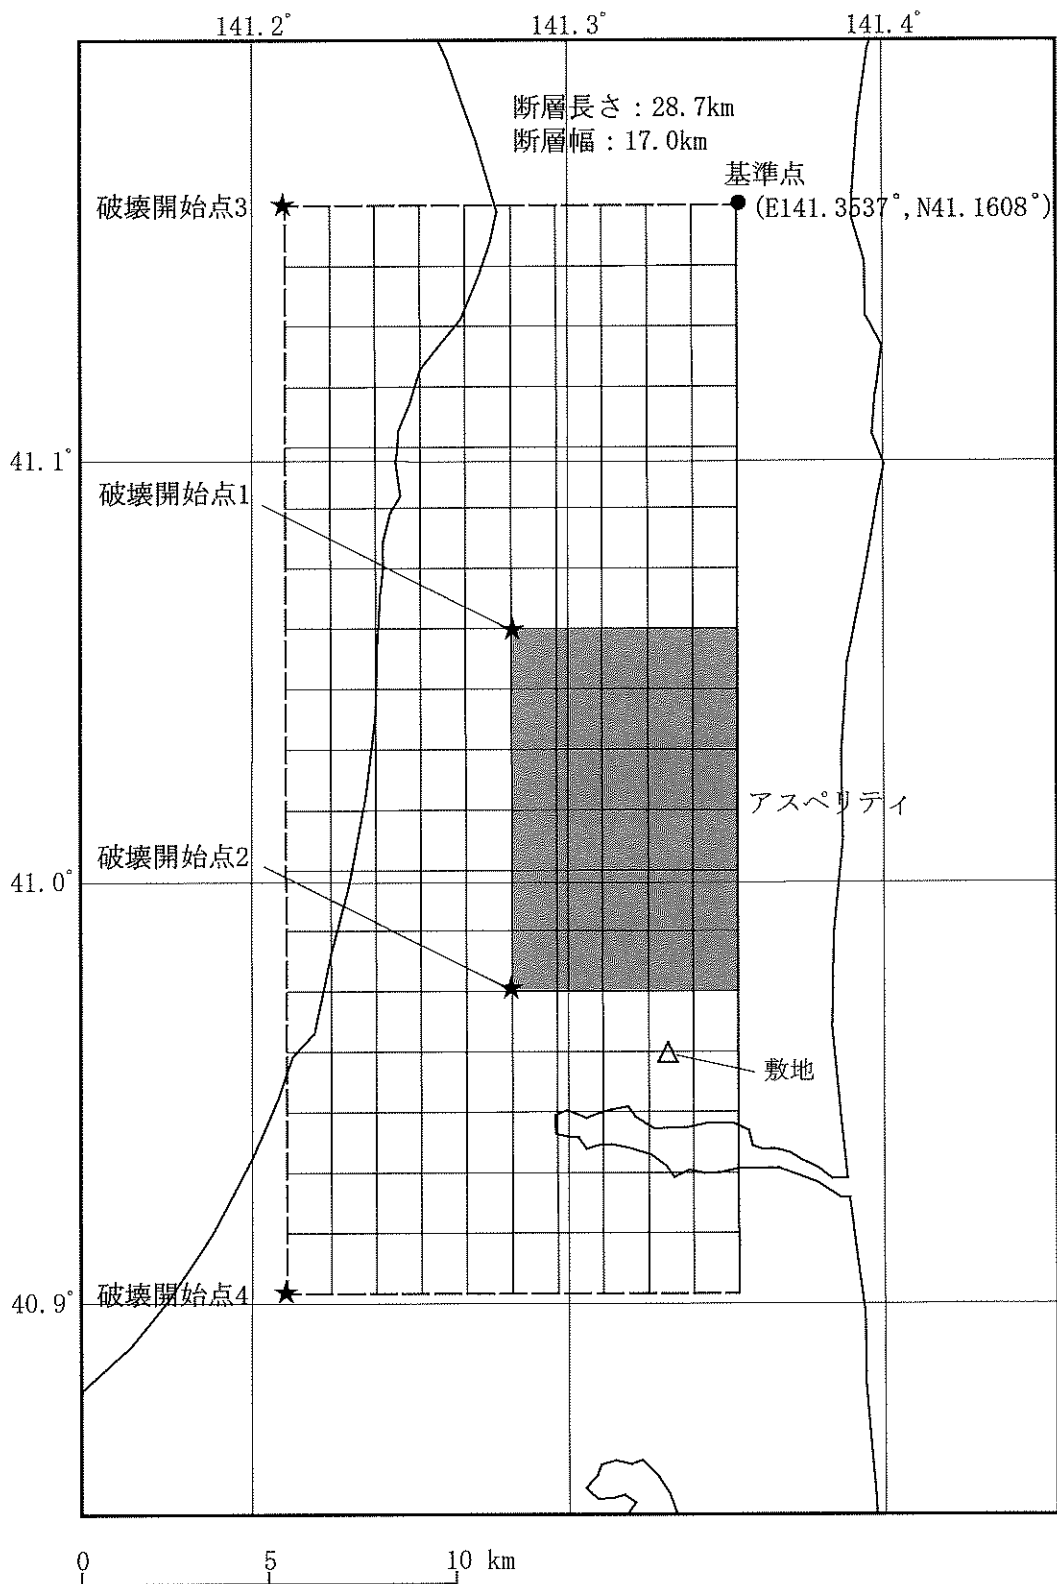 141.2° 141.3° 141.4°
断層長さ：28.7km
断層幅：17.0km
基準点
破壊開始点3
(E141.3537°, N41.1608°)
41.1°
破壊開始点1
アスペリティ
破壊開始点2
41.0°
敷地
破壊開始点4
40.9°
0 5 10 km